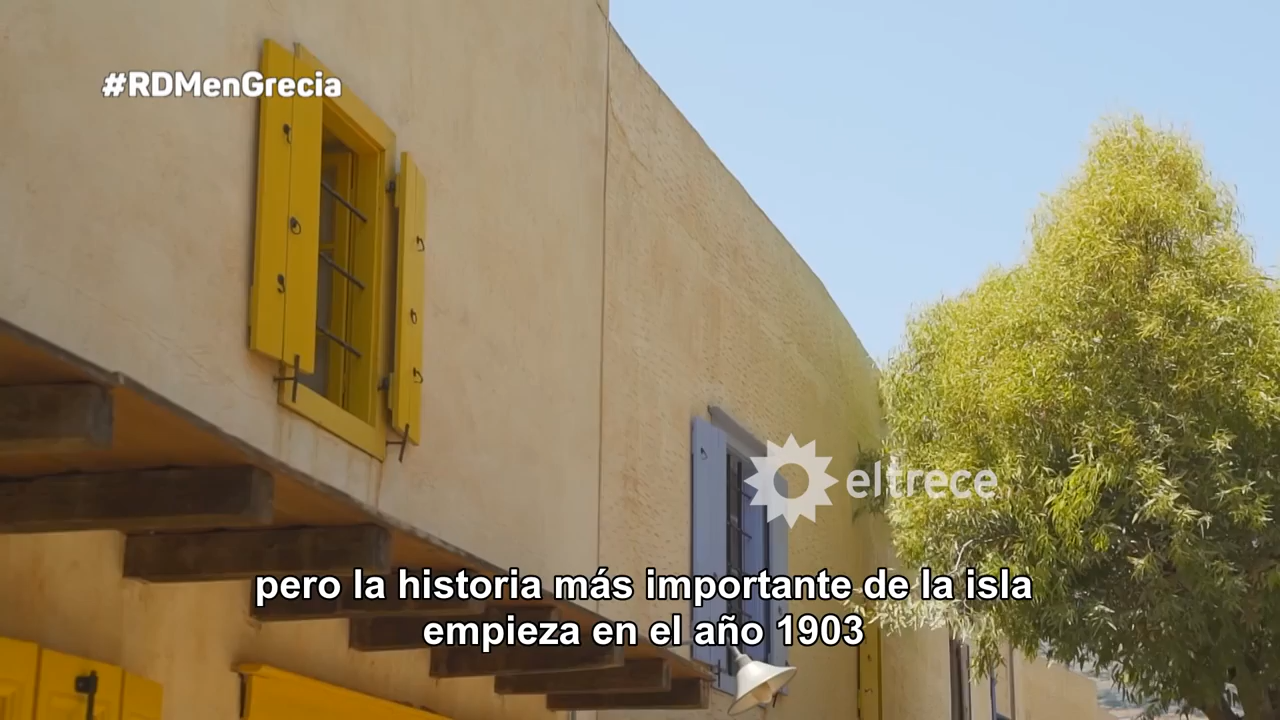 #RDMenGrecia
eltrece
pero la historia más importante de la isla
empieza en el año 1903